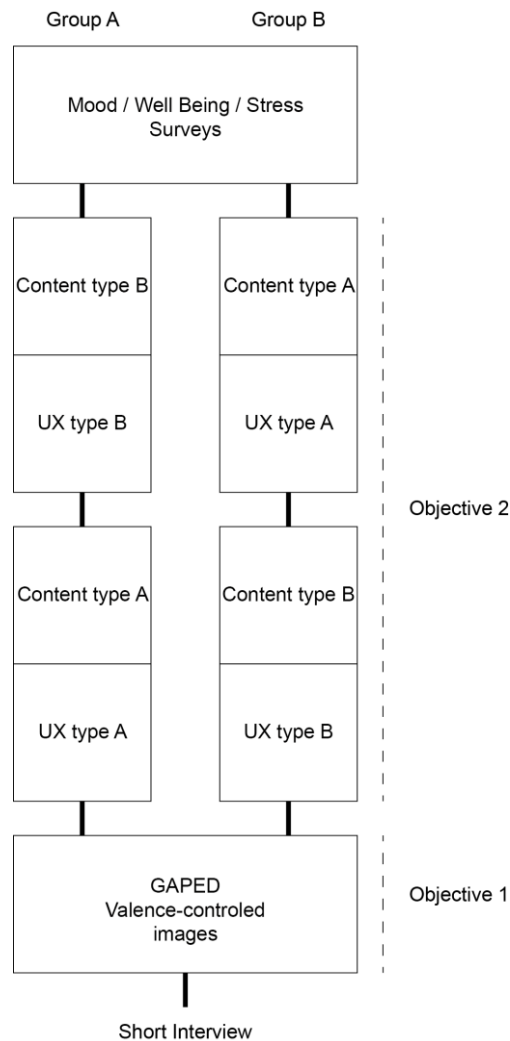 Group A
Group B
Mood / Well Being / Stress
Surveys
Content type B
Content type A
UX type B
UX type A
Objective 2
Content type A
Content type B
UX type A
UX type B
GAPED
Valence-controled
images
Objective 1
Short Interview